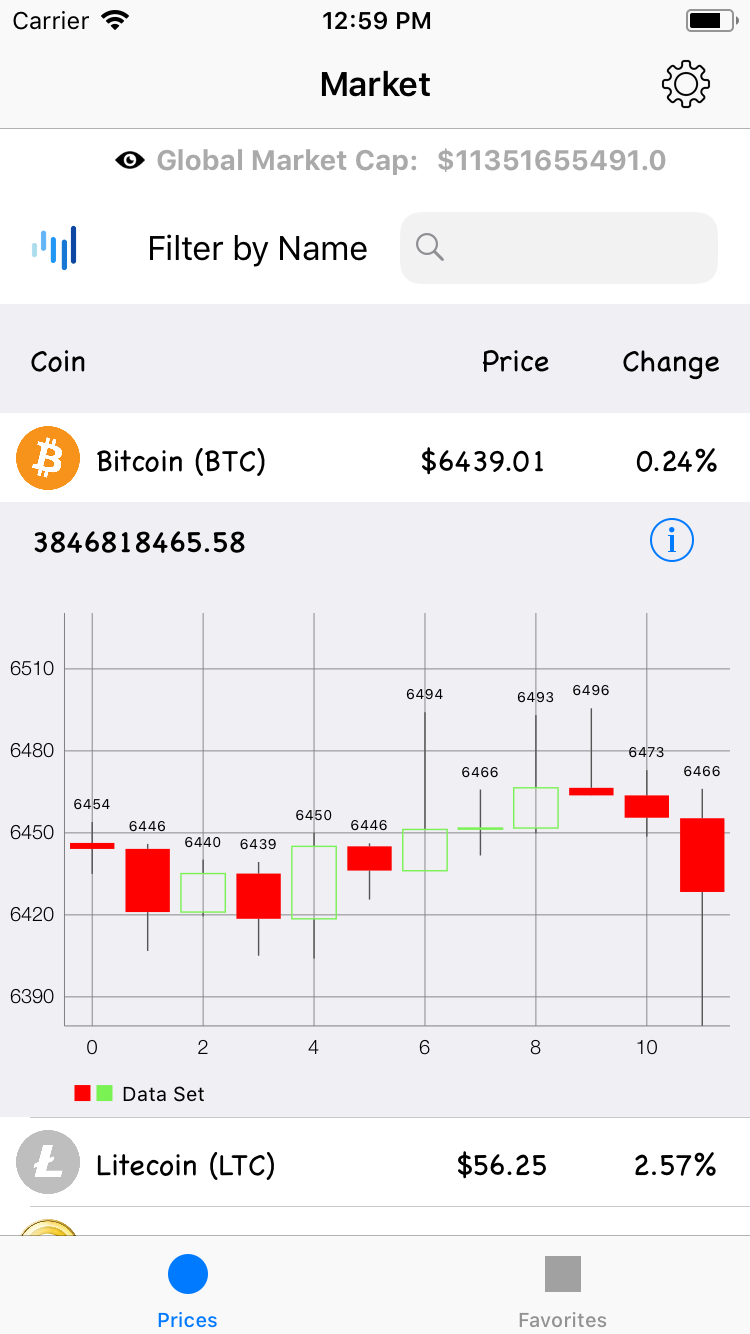 Carrier 12:59 PM
Market
Global Market Cap: $11351655491.0
Filter by Name
Coin Price Change
Bitcoin (BTC) $6439.01 0.24%
3846818465.58
i
6510
6496
6494 6493
6480
6473
6466 6466
6454
6450
6450
6446 6446
6440 6439
6420
6390
0 2 4 6 8 10
Data Set
Litecoin (LTC) $56.25 2.57%
Prices Favorites